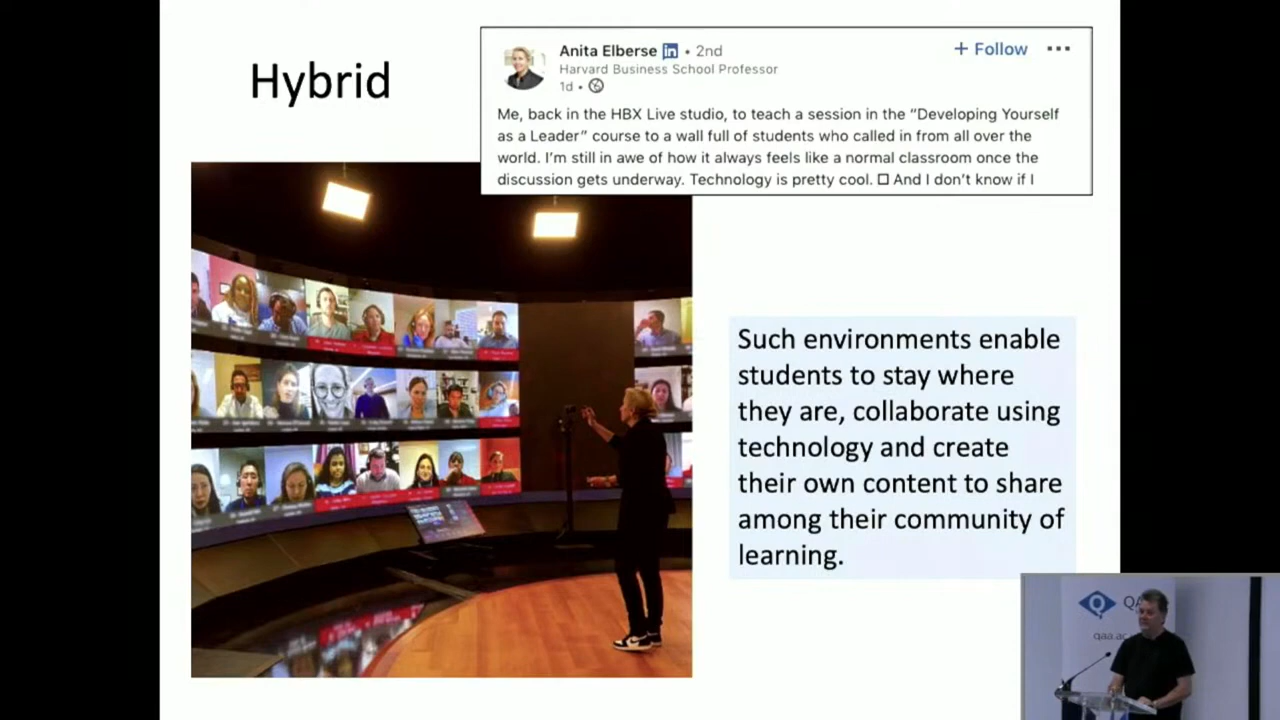 Hybrid
Anita Elberse in • 2nd
Harvard Business School Professor
1d •
+ Follow
Me, back in the HBX Live studio, to teach a session in the “Developing Yourself
as a Leader” course to a wall full of students who called in from all over the
world. I’m still in awe of how it always feels like a normal classroom once the
discussion gets underway. Technology is pretty cool. ☐ And I don’t know if I
Such environments enable
students to stay where
they are, collaborate using
technology and create
their own content to share
among their community of
learning.
qaa.ac